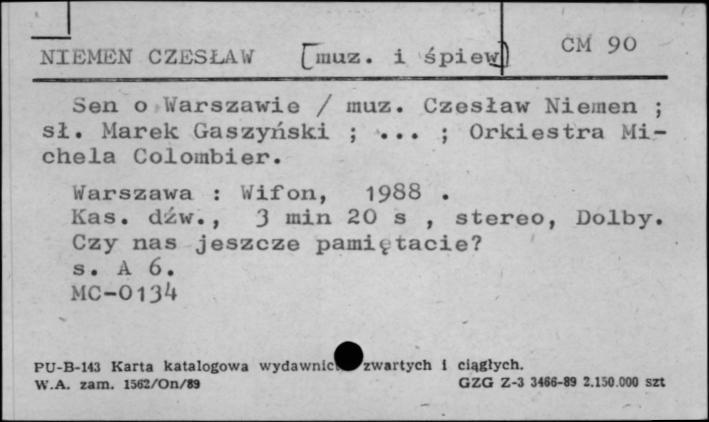 NIEMEN CZESŁAW [muz. i śpiew] CM 90
Sen o Warszawie / muz. Czesław Niemen ;
sł. Marek Gaszyński ; ... ; Orkiestra Mi-
chela Colombier.
Warszawa : Wifon, 1988 .
Kas. dźw., 3 min 20 s , stereo, Dolby.
Czy nas jeszcze pamiętacie?
s. A 6.
MC-0134
PU-B-143 Karta katalogowa zwartych i ciągłych.
W.A. zam. 1562/On/89 GZG Z-3 3466-89 2.150.000 szt